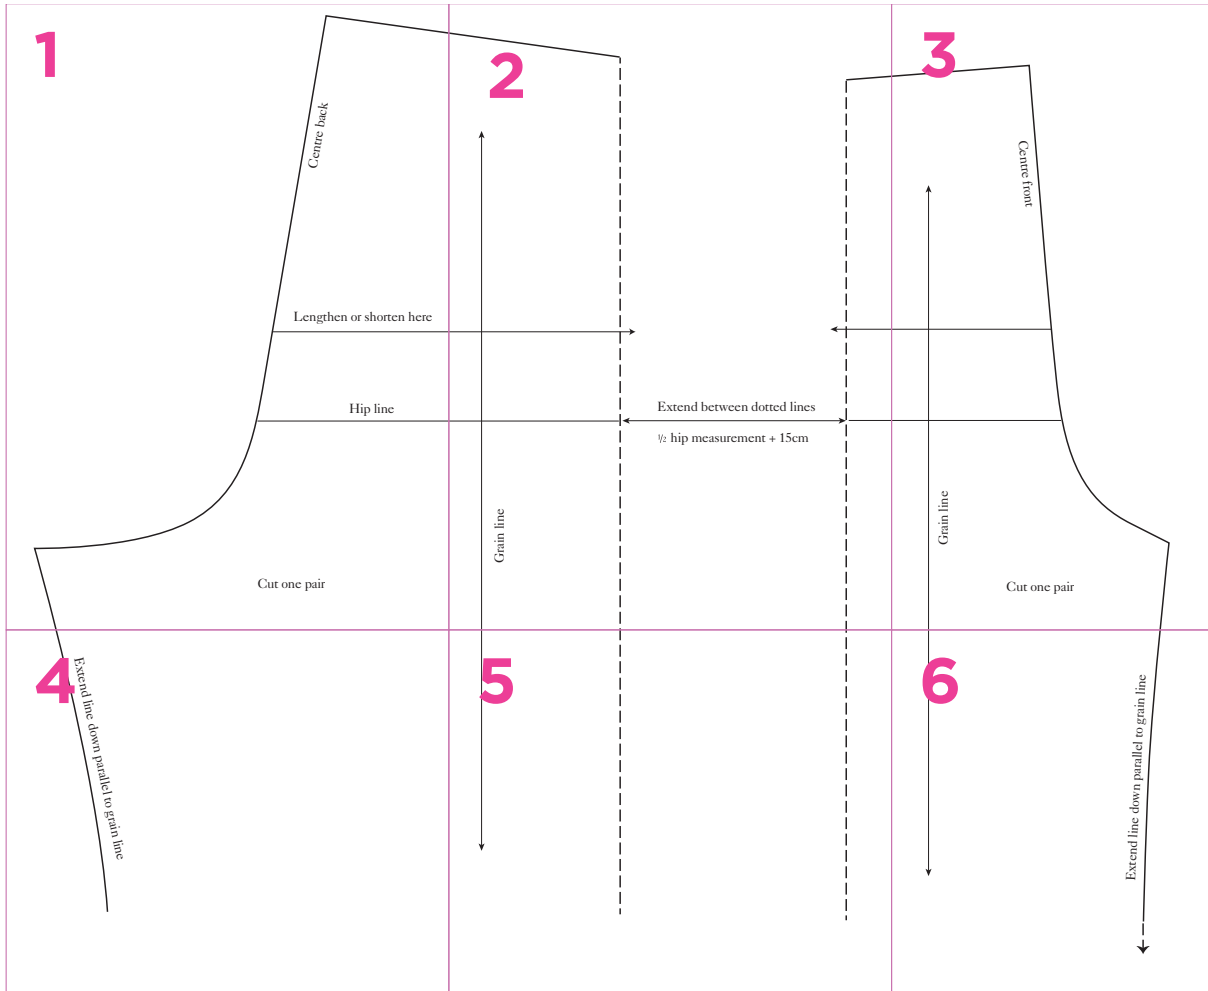 1
2
3
Centre back
Centre front
Lengthen or shorten here
Hip line
Extend between dotted lines
½ hip measurement + 15cm
Grain line
Grain line
Cut one pair
Cut one pair
4
5
6
Extend line down parallel to grain line
Extend line down parallel to grain line